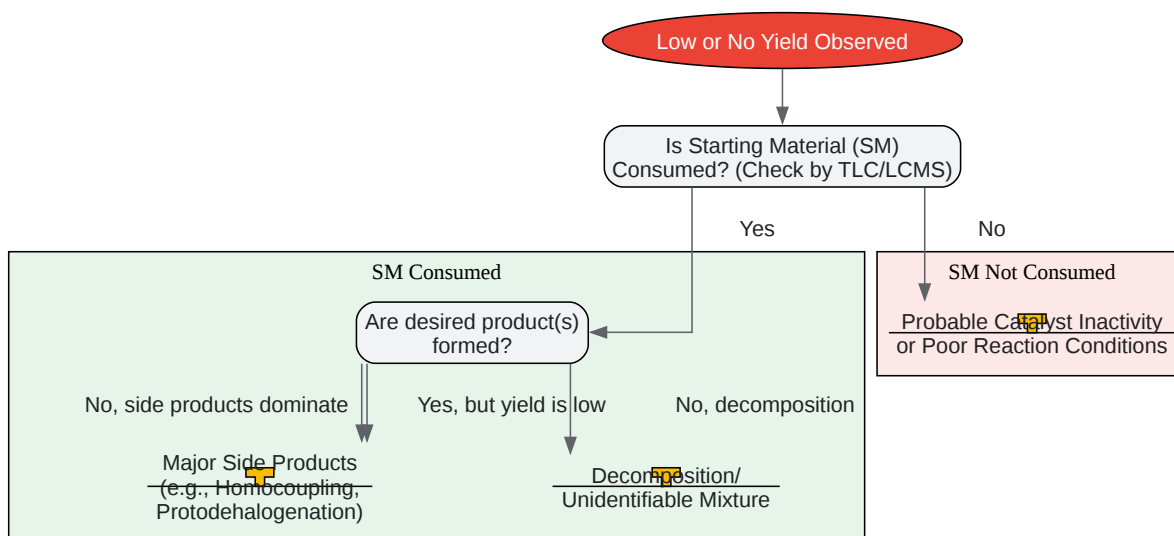 Low or No Yield Observed
Is Starting Material (SM)
Consumed? (Check by TLC/LCMS)
Yes
No
SM Consumed
SM Not Consumed
Are desired product(s)
formed?
Probable Catalyst Inactivity
or Poor Reaction Conditions
No, side products dominate
Yes, but yield is low
No, decomposition
Major Side Products
(e.g., Homocoupling,
Protodehalogenation)
Decomposition/
Unidentifiable Mixture